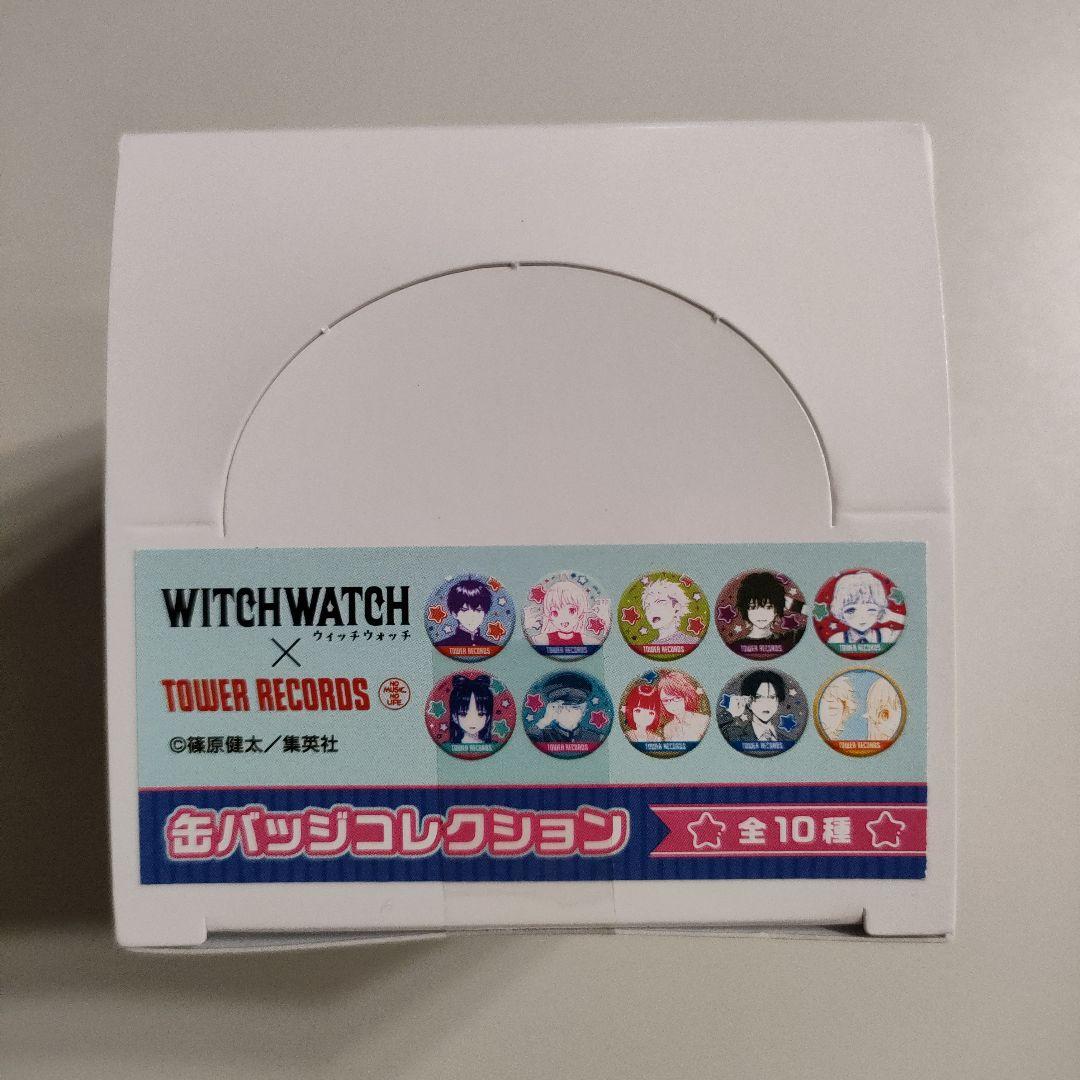 WITCHWATCH
ウィッチウォッチ
×
TOWER RECORDS
NO
MUSIC,
NO
LIFE.
©篠原健太／集英社
TOWER RECORDS
TOWER RECORDS
TOWER RECORDS
TOWER RECORDS
TOWER RECORDS
TOWER RECORDS
TOWER RECORDS
TOWER RECORDS
TOWER RECORDS
TOWER RECORDS
缶バッジコレクション
全10種